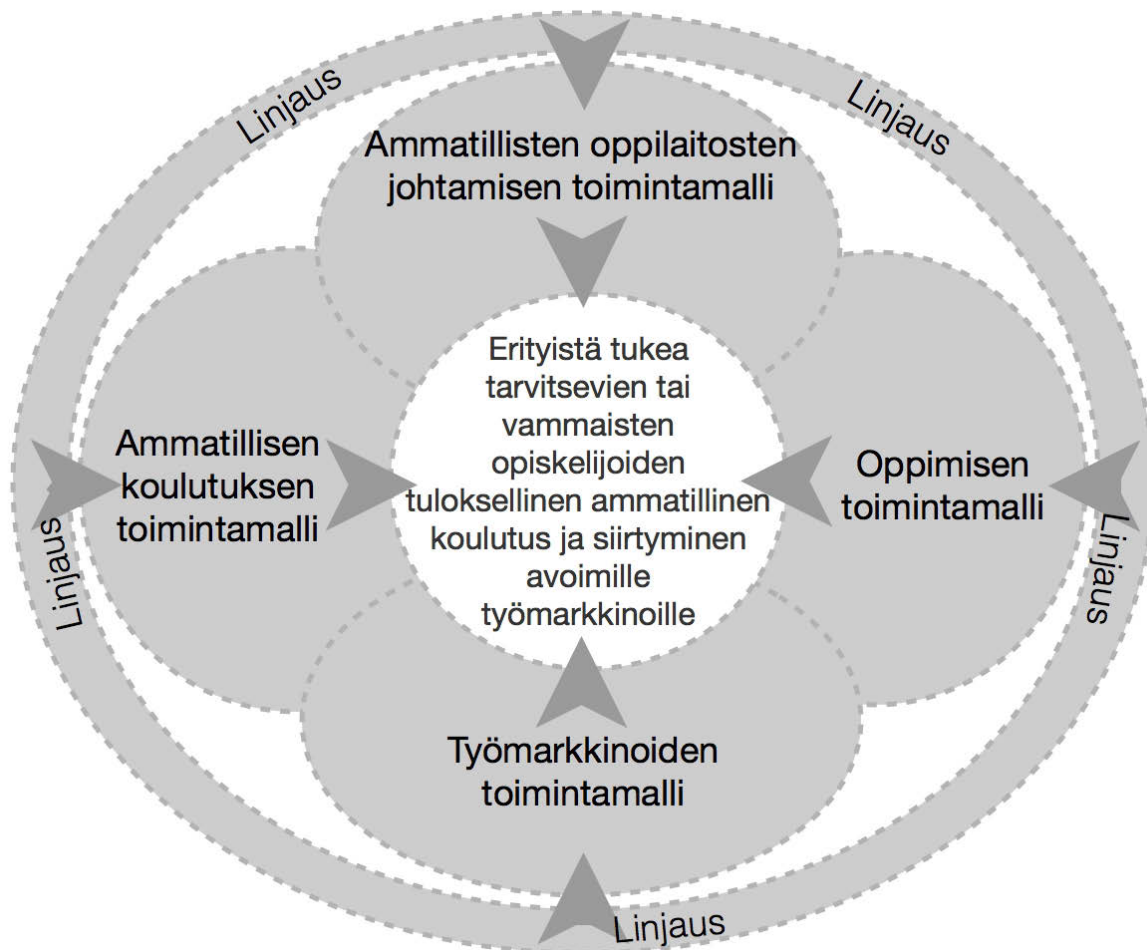 Linjaus
Linjaus
Ammatillisten oppilaitosten
johtamisen toimintamalli
Erityistä tukea
tarvitsevien tai
vammaisten
opiskelijoiden
tuloksellinen ammatillinen
koulutus ja siirtyminen
avoimille
työmarkkinoille
Ammatillisen
koulutuksen
toimintamalli
Oppimisen
toimintamalli
Linjaus
Linjaus
Työmarkkinoiden
toimintamalli
Linjaus